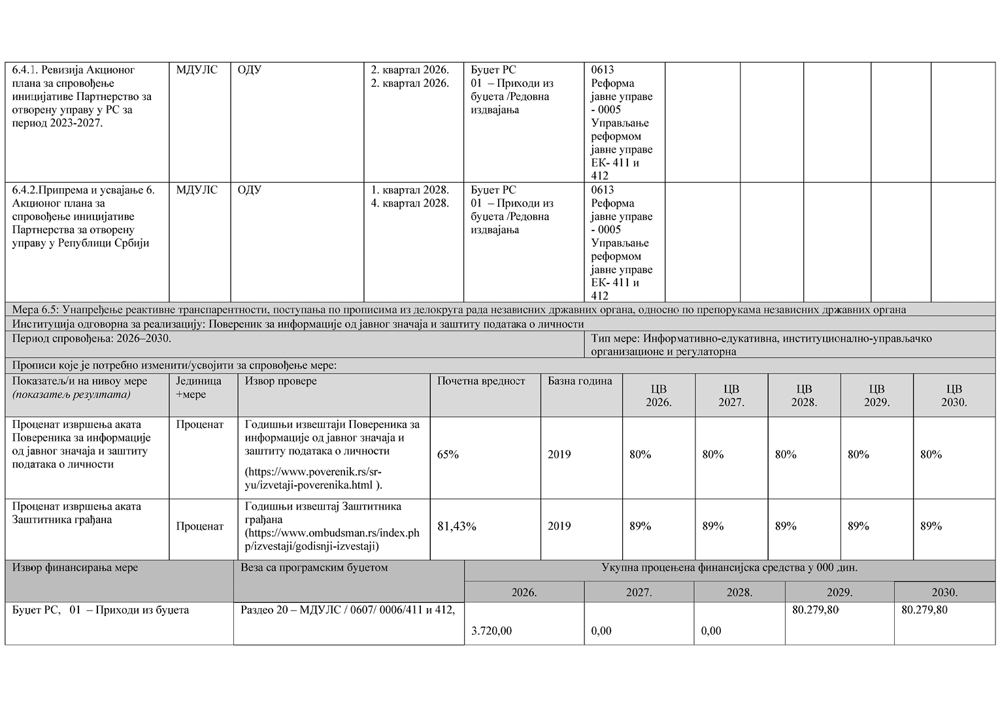 6.4.1. Ревизија Акционог
плана за спровођење
иницијативе Партнерство за
отворену управу у РС за
период 2023-2027.
МДУЛС
ОДУ
2. квартал 2026.
2. квартал 2026.
Буџет РС
01 – Приходи из
буџета /Редовна
издвајања
0613
Реформа
јавне управе
- 0005
Управљање
реформом
јавне управе
ЕК- 411 и
412
6.4.2.Припрема и усвајање 6.
Акционог плана за
спровођење иницијативе
Партнерства за отворену
управу у Републици Србији
МДУЛС
ОДУ
1. квартал 2028.
4. квартал 2028.
Буџет РС
01 – Приходи из
буџета /Редовна
издвајања
0613
Реформа
јавне управе
- 0005
Управљање
реформом
јавне управе
ЕК- 411 и
412
Мера 6.5: Унапређење реактивне транспарентности, поступања по прописима из делокруга рада независних државних органа, односно по препорукама независних државних органа
Институција одговорна за реализацију: Повереник за информације од јавног значаја и заштиту података о личности
Период спровођења: 2026–2030.
Тип мере: Информативно-едукативна, институционално-управљачко
организационе и регулаторна
Прописи које је потребно изменити/усвојити за спровођење мере:
Показатељ/и на нивоу мере
(показатељ резултата)
Јединица
+мере
Извор провере
Почетна вредност
Базна година
ЦВ
2026.
ЦВ
2027.
ЦВ
2028.
ЦВ
2029.
ЦВ
2030.
Проценат извршења аката
Повереника за информације
од јавног значаја и заштиту
података о личности
Проценат
Годишњи извештаји Повереника за
информације од јавног значаја и
заштиту података о личности
(https://www.poverenik.rs/sr-
yu/izvetaji-poverenika.html ).
65%
2019
80%
80%
80%
80%
80%
Проценат извршења аката
Заштитника грађана
Проценат
Годишњи извештај Заштитника
грађана
(https://www.ombudsman.rs/index.ph
p/izvestaji/godisnji-izvestaji)
81,43%
2019
89%
89%
89%
89%
89%
Извор финансирања мере
Веза са програмским буџетом
Укупна процењена финансијска средства у 000 дин.
2026.
2027.
2028.
2029.
2030.
Буџет РС, 01 – Приходи из буџета
Раздео 20 – МДУЛС / 0607/ 0006/411 и 412,
3.720,00
0,00
0,00
80.279,80
80.279,80